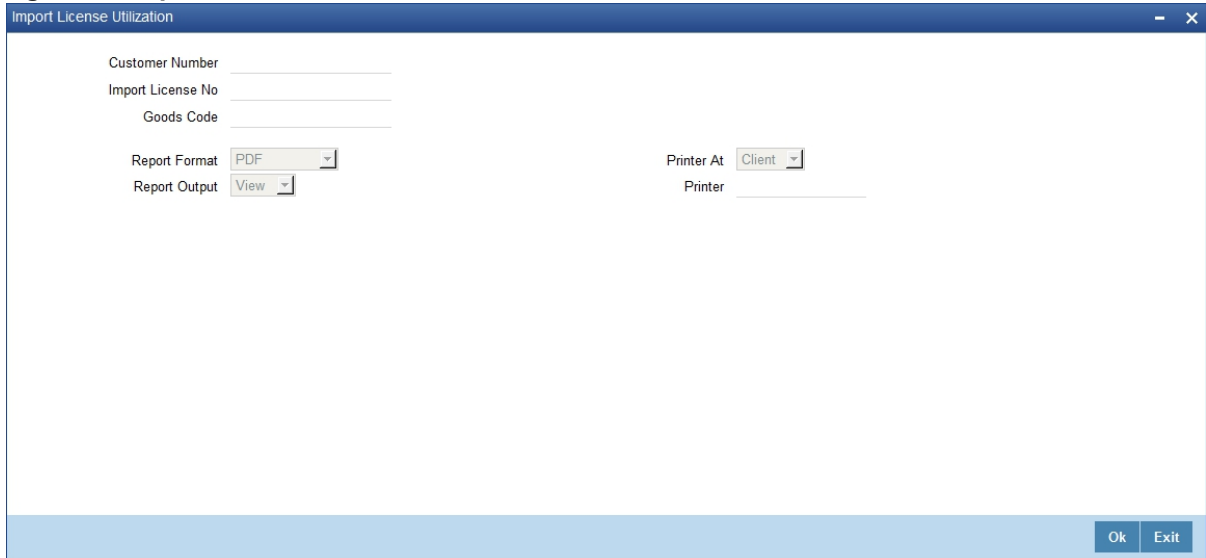 Import License Utilization
Customer Number
Import License No
Goods Code
Report Format PDF
Printer At Client
Report Output View
Printer
Ok Exit